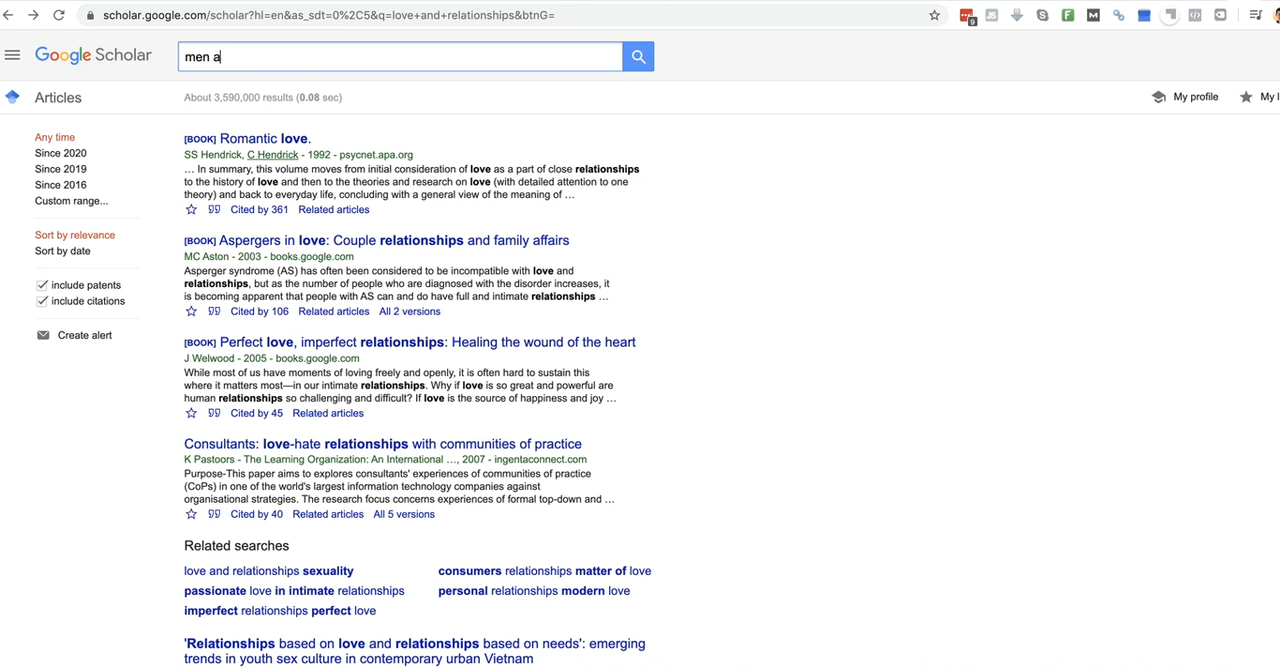 scholar.google.com/scholar?hl=en&as_sdt=0%2C5&q=love+and+relationships&btnG=
9
Google Scholar
men a
Articles
About 3,590,000 results (0.08 sec)
My profile
My l
Any time
Since 2020
Since 2019
Since 2016
Custom range...
Sort by relevance
Sort by date
include patents
include citations
Create alert
[BOOK] Romantic love.
SS Hendrick, C Hendrick - 1992 - psycnet.apa.org
… In summary, this volume moves from initial consideration of love as a part of close relationships
to the history of love and then to the theories and research on love (with detailed attention to one
theory) and back to everyday life, concluding with a general view of the meaning of …
Cited by 361 Related articles
[BOOK] Aspergers in love: Couple relationships and family affairs
MC Aston - 2003 - books.google.com
Asperger syndrome (AS) has often been considered to be incompatible with love and
relationships, but as the number of people who are diagnosed with the disorder increases, it
is becoming apparent that people with AS can and do have full and intimate relationships …
Cited by 106 Related articles All 2 versions
[BOOK] Perfect love, imperfect relationships: Healing the wound of the heart
J Welwood - 2005 - books.google.com
While most of us have moments of loving freely and openly, it is often hard to sustain this
where it matters most—in our intimate relationships. Why if love is so great and powerful are
human relationships so challenging and difficult? If love is the source of happiness and joy …
Cited by 45 Related articles
Consultants: love-hate relationships with communities of practice
K Pastoors - The Learning Organization: An International …, 2007 - ingentaconnect.com
Purpose-This paper aims to explores consultants' experiences of communities of practice
(CoPs) in one of the world's largest information technology companies against
organisational strategies. The research focus concerns experiences of formal top-down and …
Cited by 40 Related articles All 5 versions
Related searches
love and relationships sexuality
consumers relationships matter of love
passionate love in intimate relationships
personal relationships modern love
imperfect relationships perfect love
'Relationships based on love and relationships based on needs': emerging
trends in youth sex culture in contemporary urban Vietnam